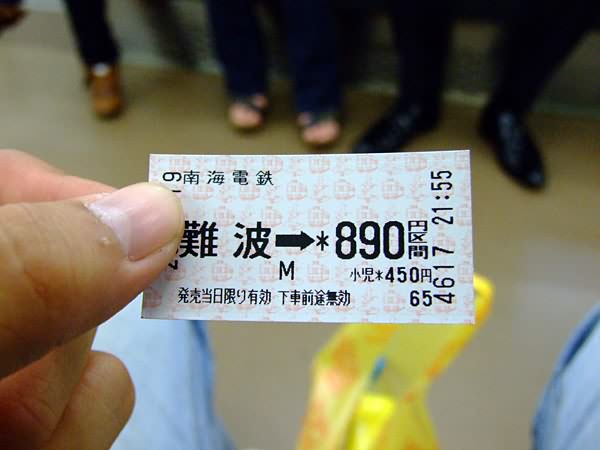 南海電鉄
難波➡*890円区間
M
小児*450円
発売当日限り有効 下車前途無効
65
4617 21:55